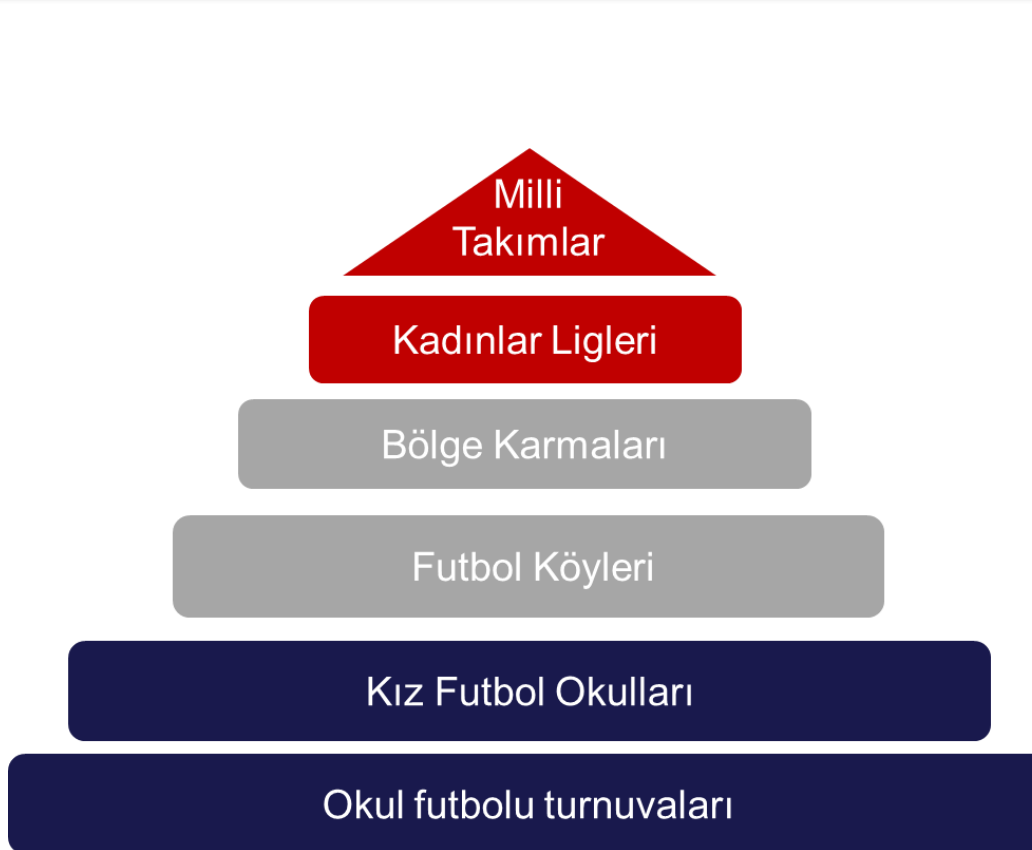 Milli
Takımlar
Kadınlar Ligleri
Bölge Karmaları
Futbol Köyleri
Kız Futbol Okulları
Okul futbolu turnuvaları